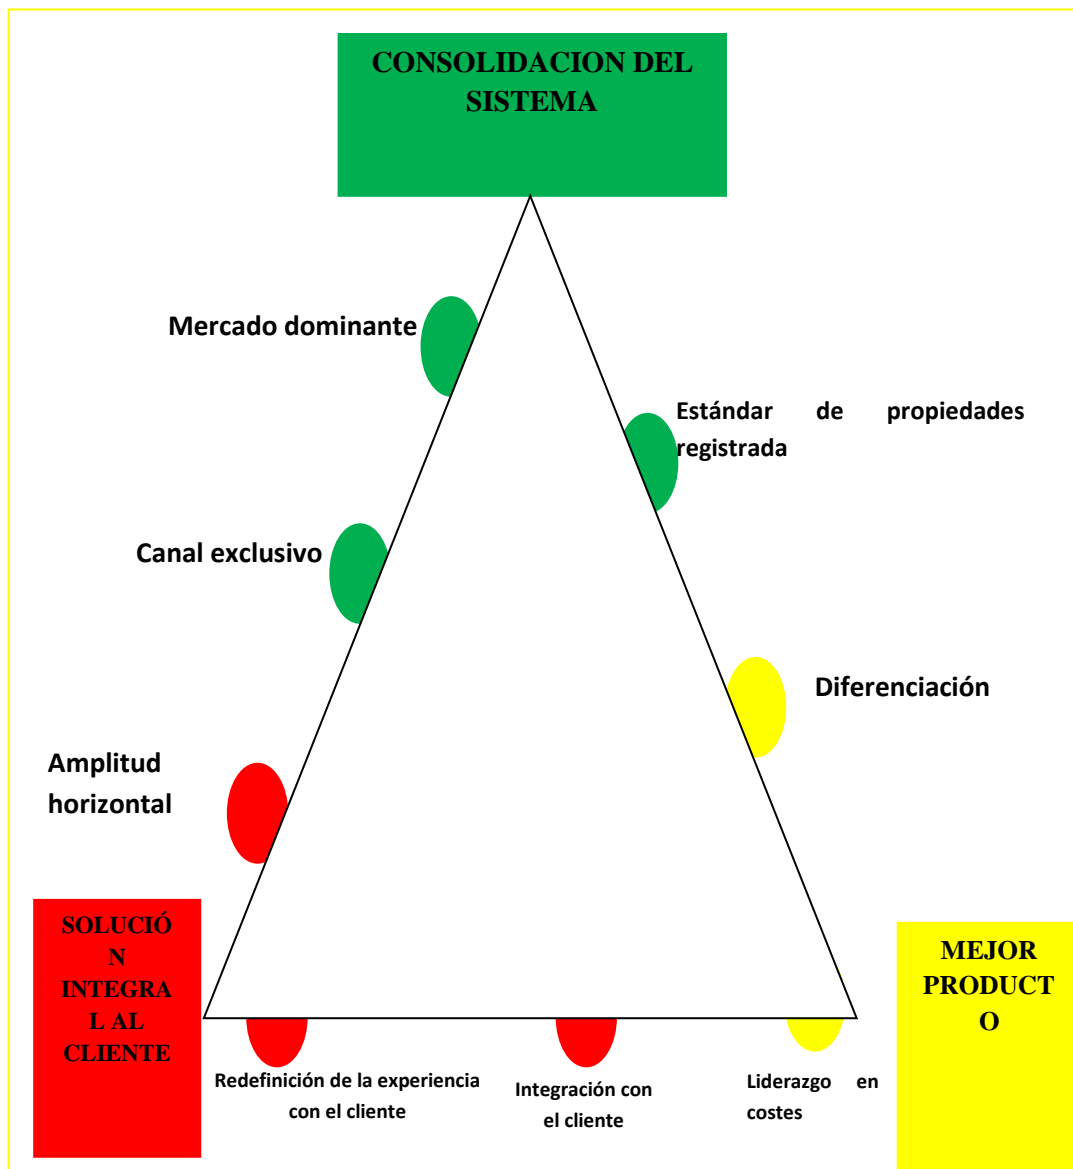 CONSOLIDACION DEL
SISTEMA
Mercado dominante
Estándar de propiedades
registrada
Canal exclusivo
Diferenciación
Amplitud
horizontal
SOLUCIÓ
N
INTEGRA
L AL
CLIENTE
MEJOR
PRODUCT
O
Redefinición de la experiencia
con el cliente
Integración con
el cliente
Liderazgo en
costes